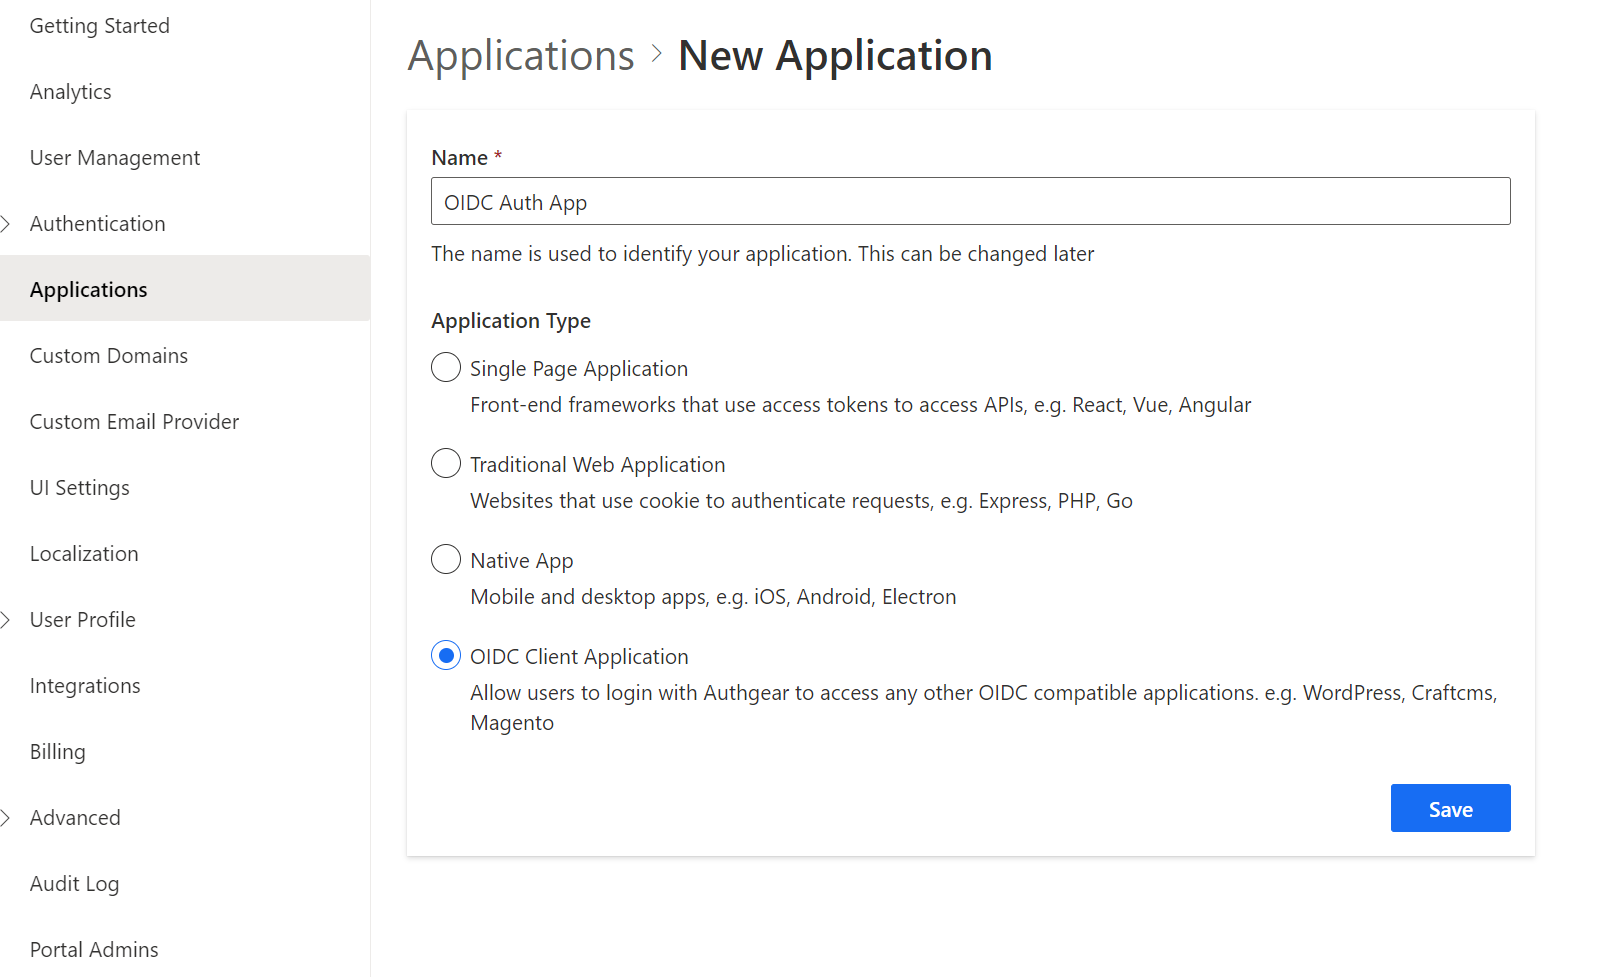 Getting Started
Analytics
User Management
Authentication
Applications
Custom Domains
Custom Email Provider
UI Settings
Localization
User Profile
Integrations
Billing
Advanced
Audit Log
Portal Admins
Applications > New Application
Name *
OIDC Auth App
The name is used to identify your application. This can be changed later
Application Type
Single Page Application
Front-end frameworks that use access tokens to access APIs, e.g. React, Vue, Angular
Traditional Web Application
Websites that use cookie to authenticate requests, e.g. Express, PHP, Go
Native App
Mobile and desktop apps, e.g. iOS, Android, Electron
OIDC Client Application
Allow users to login with Authgear to access any other OIDC compatible applications. e.g. WordPress, Craftcms,
Magento
Save